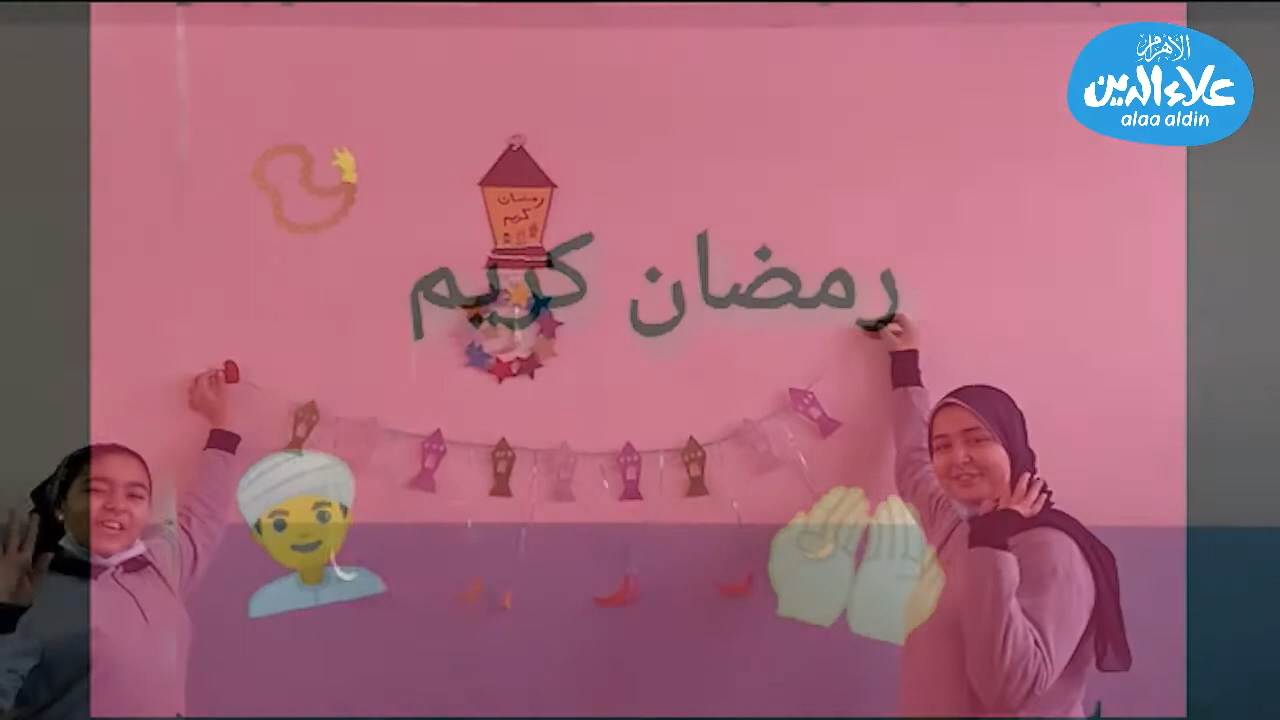 الأهرام
علاء الدين
alaa aldin
رمضان
كريم
رمضان كريم